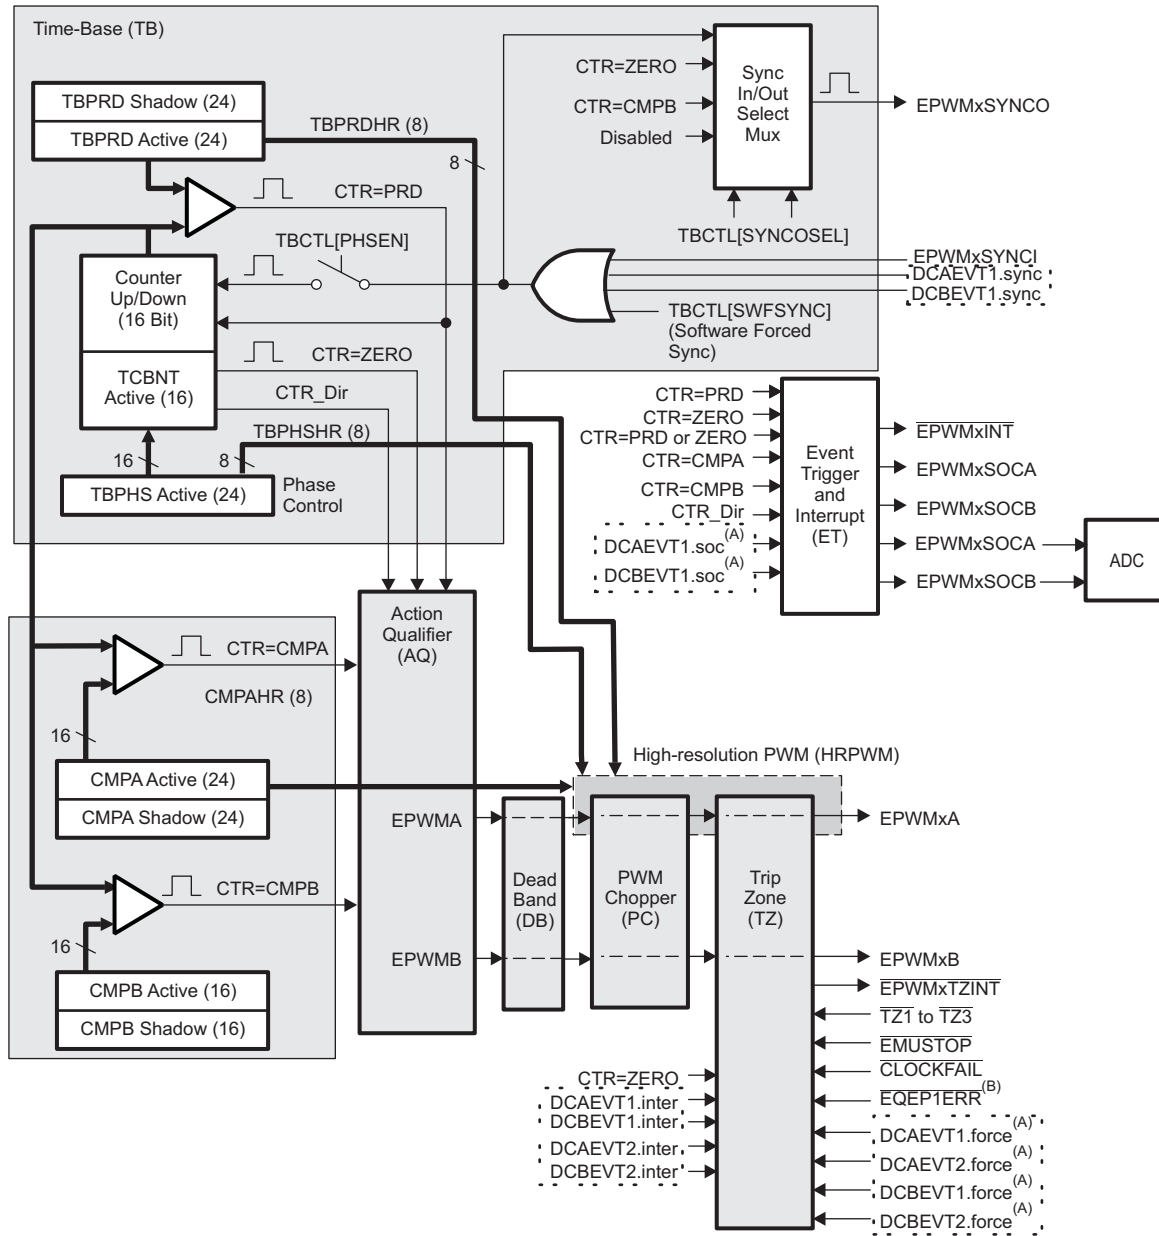 Time-Base (TB)
TBPRD Shadow (24)
TBPRD Active (24)
TBPRDHR (8)
8
CTR=PRD
TBCTL[PHSEN]
Counter
Up/Down
(16 Bit)
TCBNT
Active (16)
CTR=ZERO
CTR_Dir
TBPHSHR (8)
16
8
TBPHS Active (24)
Phase
Control
CTR=ZERO
CTR=CMPB
Disabled
Sync
In/Out
Select
Mux
EPWMxSYNCO
TBCTL[SYNCOSEL]
EPWMxSYNCI
DCAEVT1.sync
DCBEVT1.sync
TBCTL[SWFSYNC]
(Software Forced
Sync)
CTR=PRD
CTR=ZERO
CTR=PRD or ZERO
CTR=CMPA
CTR=CMPB
CTR_Dir
DCAEVT1.soc(A)
DCBEVT1.soc(A)
Event
Trigger
and
Interrupt
(ET)
EPWMxINT
EPWMxSOCA
EPWMxSOCB
EPWMxSOCA
EPWMxSOCB
ADC
Action
Qualifier
(AQ)
CTR=CMPA
CMPAHR (8)
16
CMPA Active (24)
CMPA Shadow (24)
CTR=CMPB
16
CMPB Active (16)
CMPB Shadow (16)
EPWMA
EPWMB
High-resolution PWM (HRPWM)
Dead
Band
(DB)
PWM
Chopper
(PC)
Trip
Zone
(TZ)
EPWMxA
EPWMxB
EPWMxTZINT
TZ1 to TZ3
EMUSTOP
CLOCKFAIL
EQEP1ERR(B)
DCAEVT1.force(A)
DCAEVT2.force(A)
DCBEVT1.force(A)
DCBEVT2.force(A)
CTR=ZERO
DCAEVT1.inter
DCBEVT1.inter
DCAEVT2.inter
DCBEVT2.inter